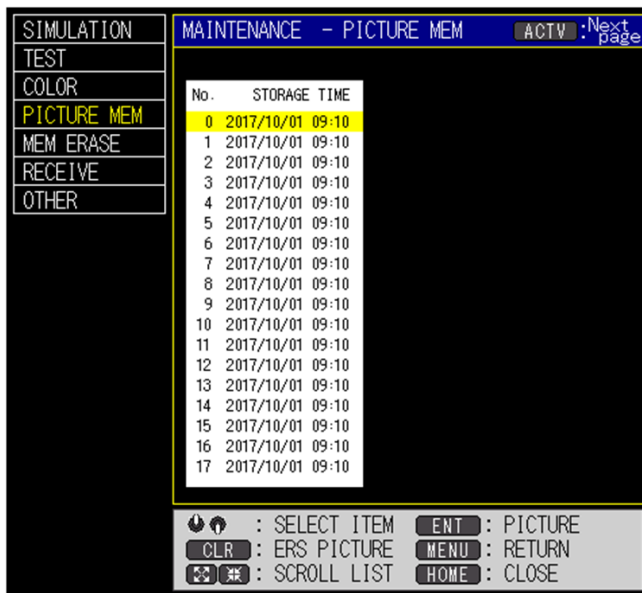 SIMULATION
TEST
COLOR
PICTURE MEM
MEM ERASE
RECEIVE
OTHER
MAINTENANCE - PICTURE MEM ACTV :Next page
No. STORAGE TIME
0 2017/10/01 09:10
1 2017/10/01 09:10
2 2017/10/01 09:10
3 2017/10/01 09:10
4 2017/10/01 09:10
5 2017/10/01 09:10
6 2017/10/01 09:10
7 2017/10/01 09:10
8 2017/10/01 09:10
9 2017/10/01 09:10
10 2017/10/01 09:10
11 2017/10/01 09:10
12 2017/10/01 09:10
13 2017/10/01 09:10
14 2017/10/01 09:10
15 2017/10/01 09:10
16 2017/10/01 09:10
17 2017/10/01 09:10
: SELECT ITEM ENT : PICTURE
CLR : ERS PICTURE MENU : RETURN
: SCROLL LIST HOME : CLOSE